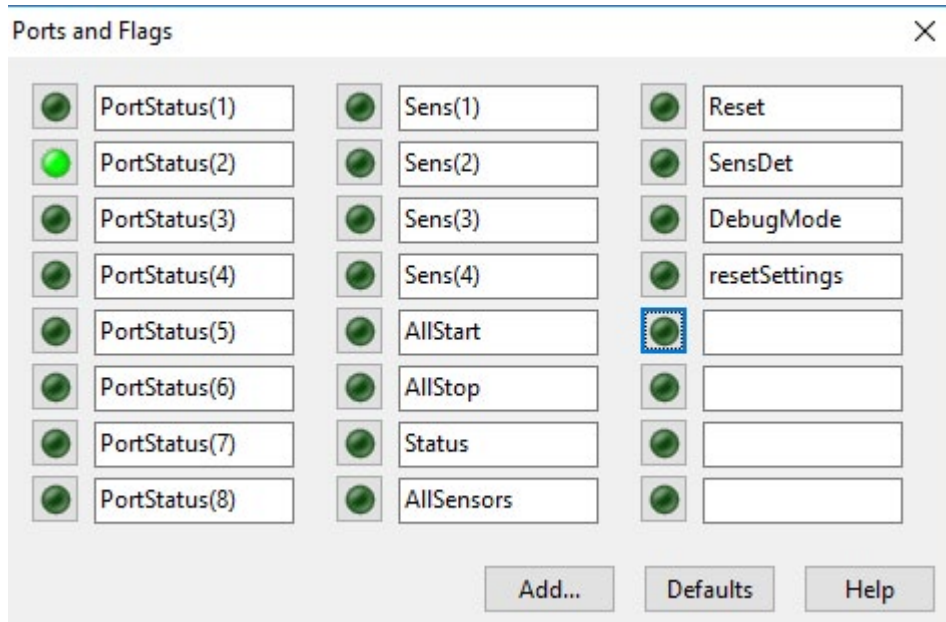 Ports and Flags
PortStatus(1) Sens(1) Reset
PortStatus(2) Sens(2) SensDet
PortStatus(3) Sens(3) DebugMode
PortStatus(4) Sens(4) resetSettings
PortStatus(5) AllStart
PortStatus(6) AllStop
PortStatus(7) Status
PortStatus(8) AllSensors
Add... Defaults Help